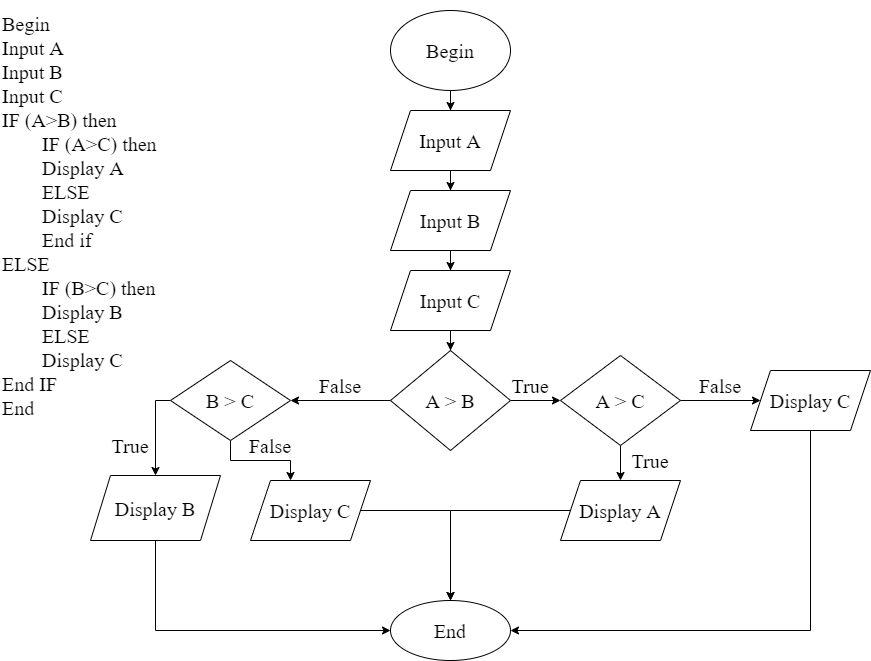 Begin
Input A
Input B
Input C
IF (A>B) then
IF (A>C) then
Display A
ELSE
Display C
End if
ELSE
IF (B>C) then
Display B
ELSE
Display C
End IF
End
Begin
Input A
Input B
Input C
B > C
False
A > B
True
A > C
False
Display C
True
False
True
Display B
Display C
Display A
End